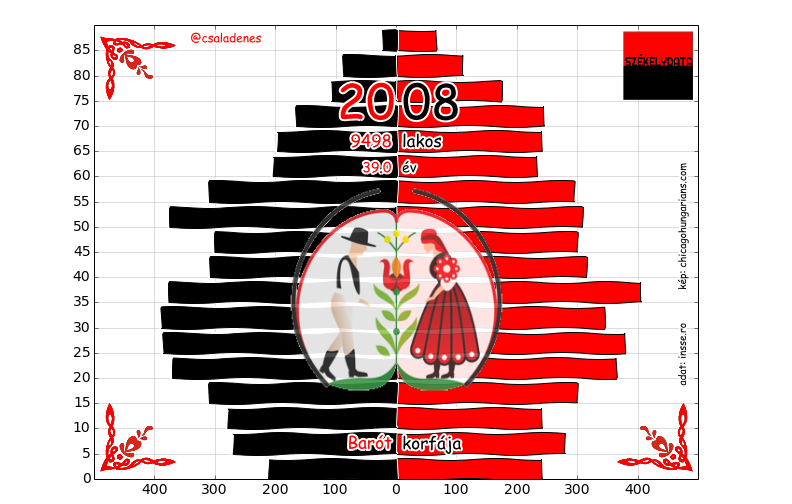 @csaladenes
SZÉKELYDATA
2008
9498 lakos
39.0 év
kép: chicagohungarians.com
adat: insse.ro
Barót korfája
85
80
75
70
65
60
55
50
45
40
35
30
25
20
15
10
5
0
400 300 200 100 0 100 200 300 400